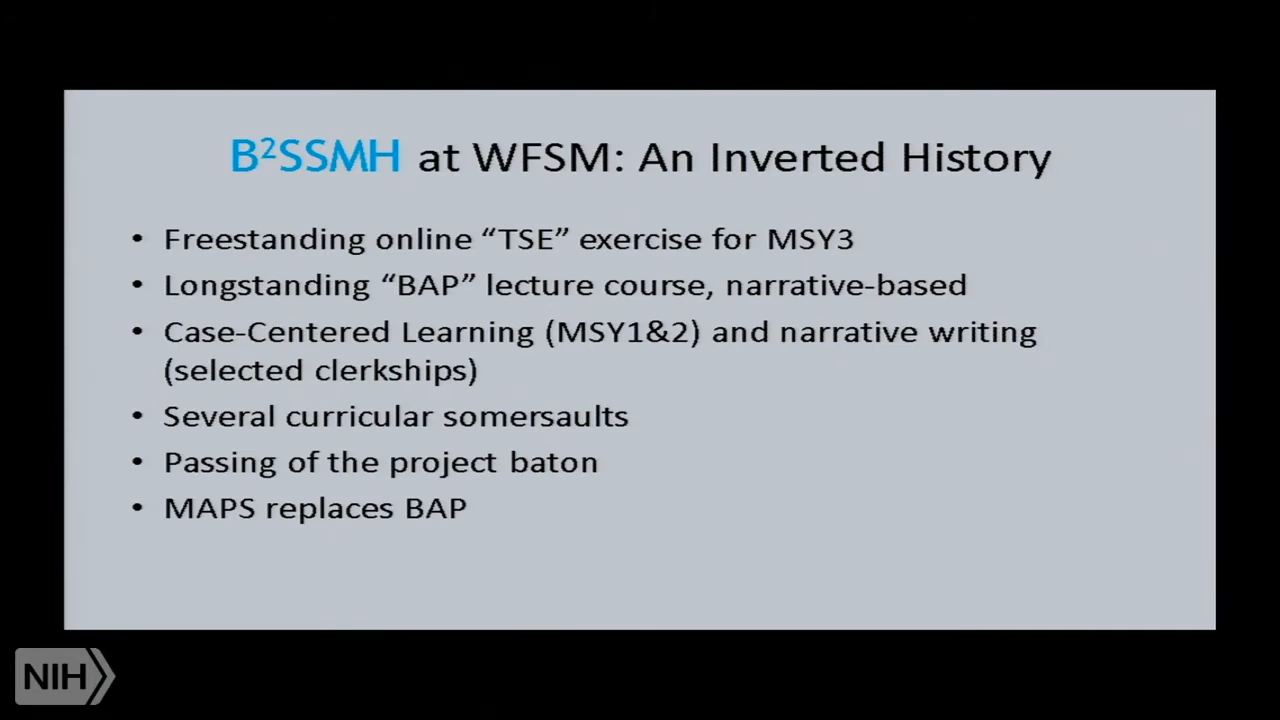 B²SSMH at WFSM: An Inverted History
• Freestanding online “TSE” exercise for MSY3
• Longstanding “BAP” lecture course, narrative-based
• Case-Centered Learning (MSY1&2) and narrative writing
(selected clerkships)
• Several curricular somersaults
• Passing of the project baton
• MAPS replaces BAP
NIH